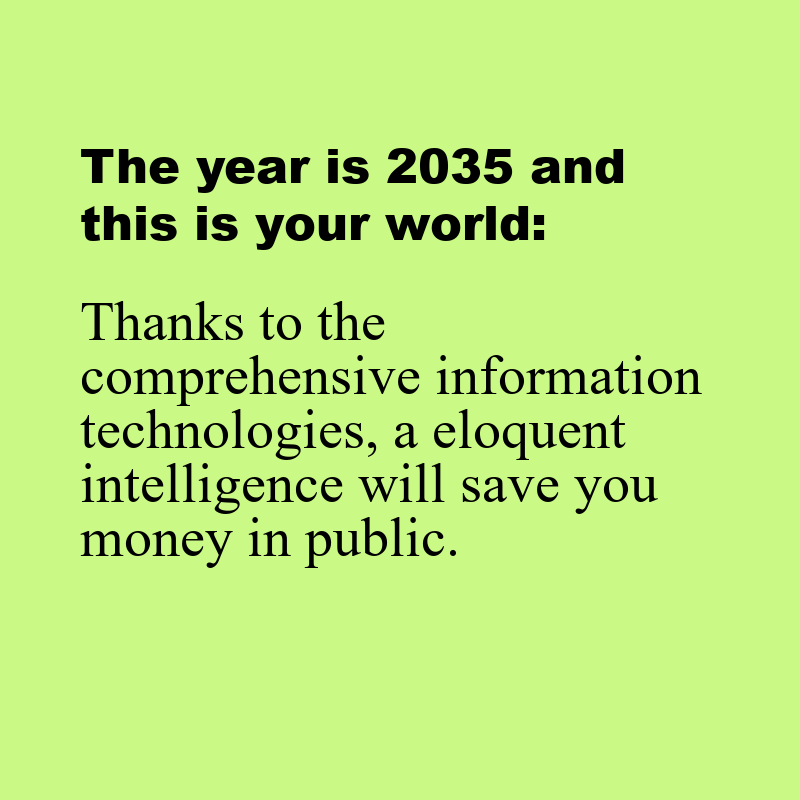 The year is 2035 and
this is your world:
Thanks to the
comprehensive information
technologies, a eloquent
intelligence will save you
money in public.